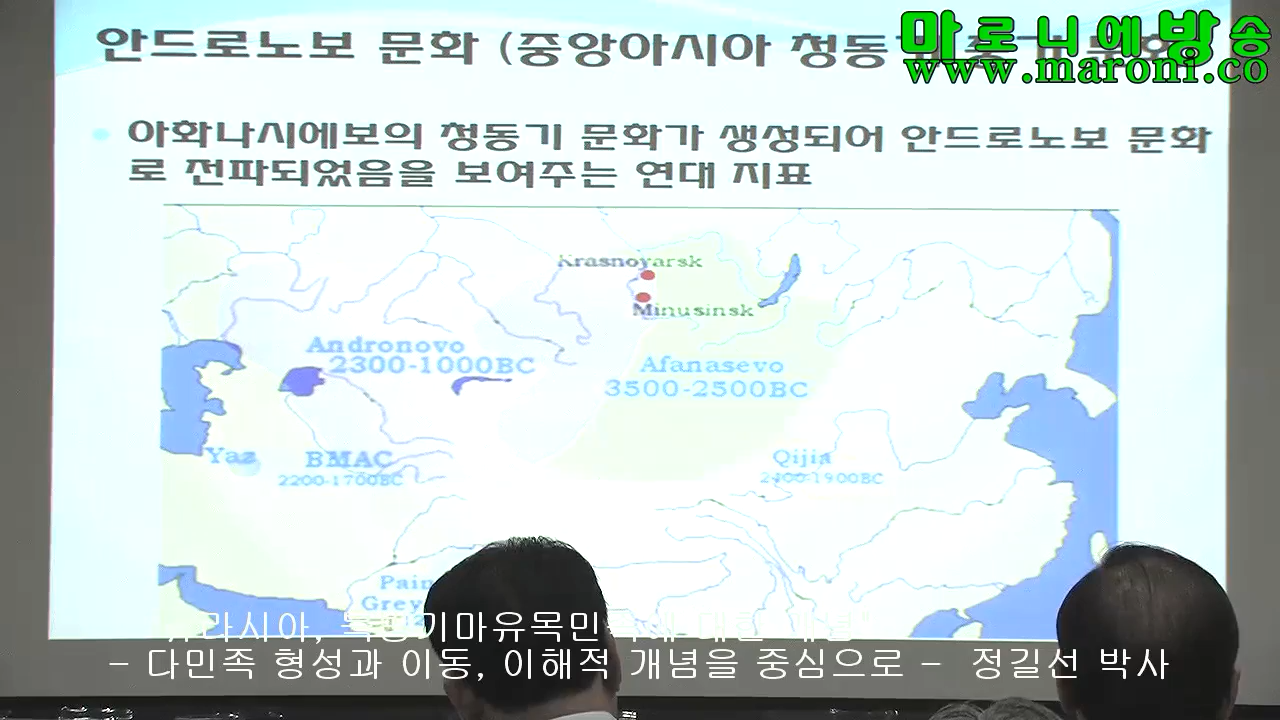 마로니에방송
www.maroni.co
안드로노보 문화 (중앙아시아 청동
아화나시에보의 청동기 문화가 생성되어 안드로노보 문화
로 전파되었음을 보여주는 연대 지표
Krasnoyarsk
Minusinsk
Andronovo
2300-1000BC
Afanasevo
3500-2500BC
Yaz
BMAC
2200-1700BC
Qijia
2400-1900BC
- 다민족 형성과 이동, 이해적 개념을 중심으로 - 정길선 박사